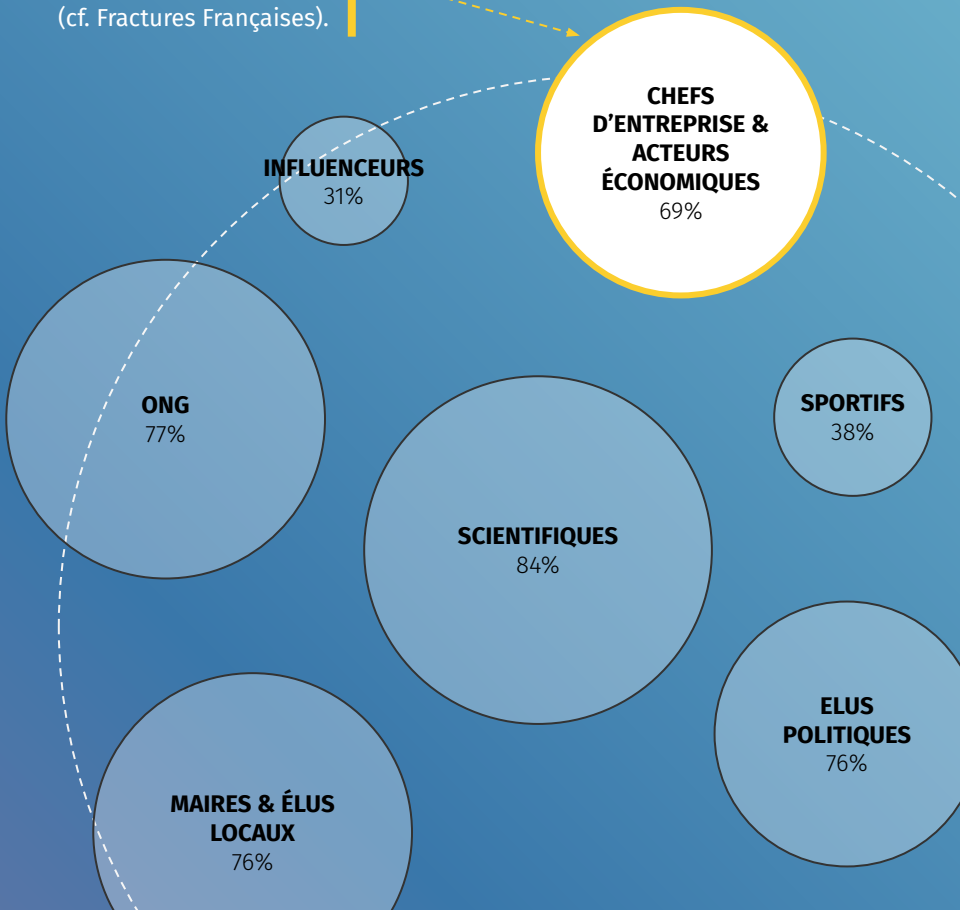 (cf. Fractures Françaises).
CHEFS
D’ENTREPRISE &
ACTEURS
ÉCONOMIQUES
69%
INFLUENCEURS
31%
ONG
77%
SPORTIFS
38%
SCIENTIFIQUES
84%
ELUS
POLITIQUES
76%
MAIRES & ÉLUS
LOCAUX
76%